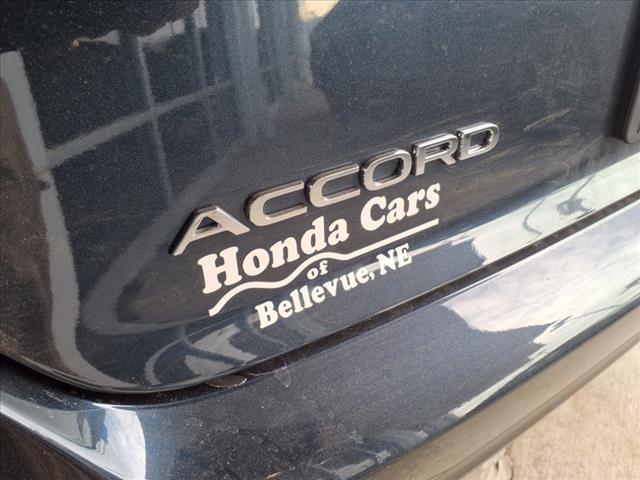 ACCORD
Honda Cars
of
Bellevue, NE